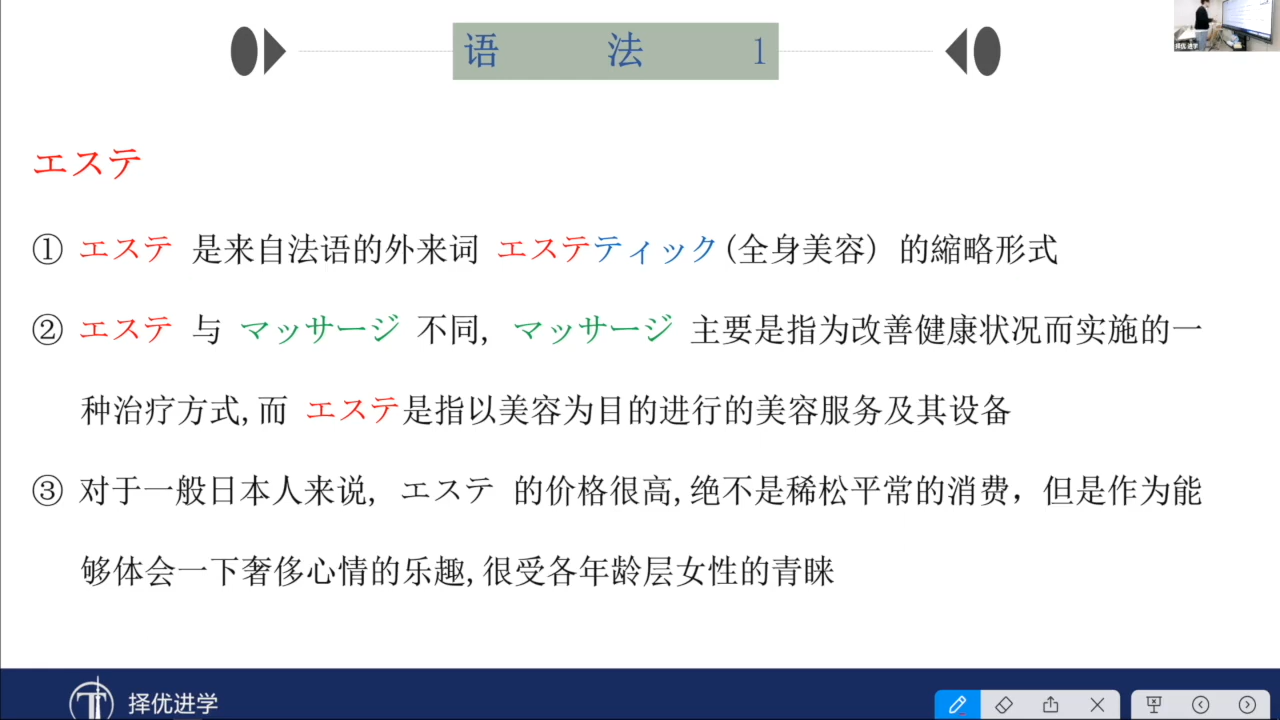 语 法 1
择优 进学
エステ
① エステ 是来自法语的外来词 エステティック(全身美容) 的縮略形式
② エステ 与 マッサージ 不同, マッサージ 主要是指为改善健康状况而实施的一
种治疗方式,而 エステ是指以美容为目的进行的美容服务及其设备
③ 对于一般日本人来说, エステ 的价格很高,绝不是稀松平常的消费，但是作为能
够体会一下奢侈心情的乐趣,很受各年龄层女性的青睐
择优进学